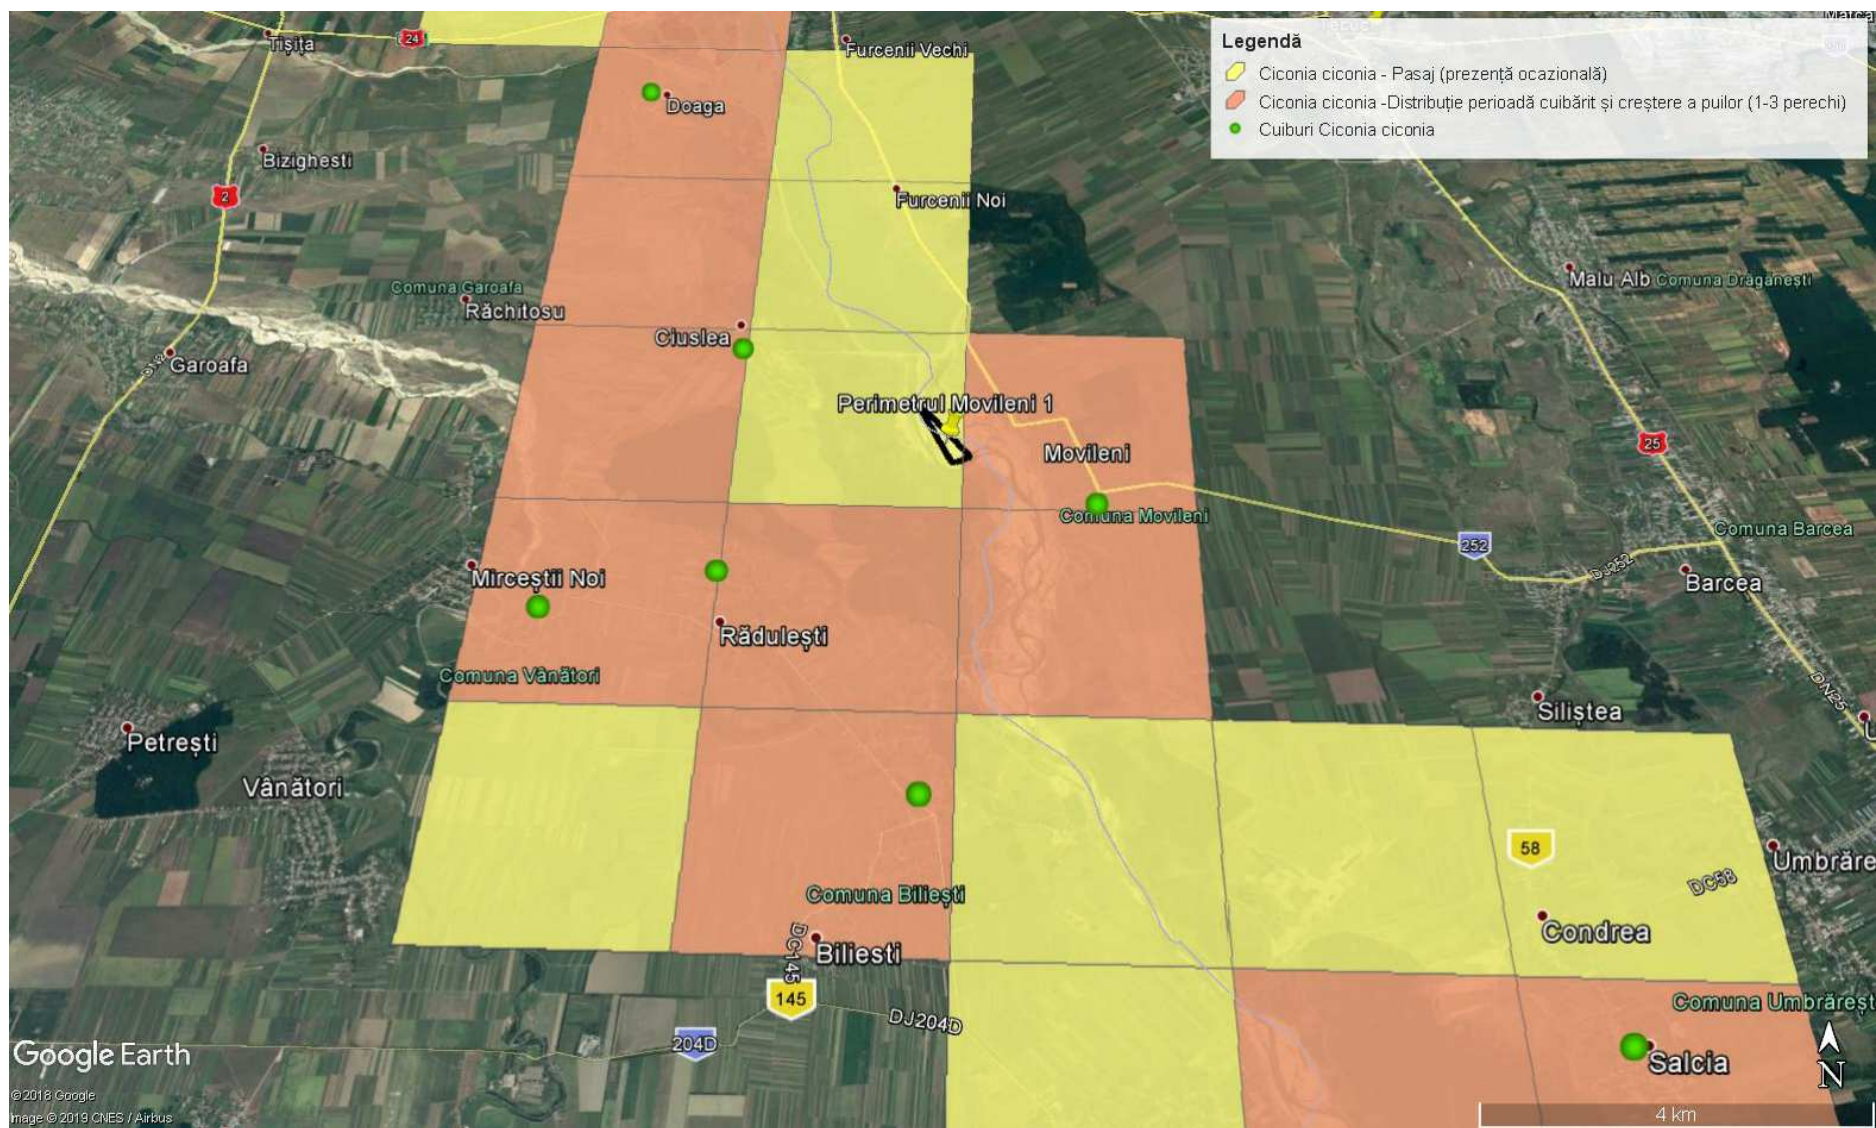 Legendă
Ciconia ciconia - Pasaj (prezență ocazională)
Ciconia ciconia -Distribuție perioadă cuibărit și creștere a puilor (1-3 perechi)
Cuiburi Ciconia ciconia
Tișița
24
Furcenii Vechi
Doaga
Bizighesti
2
Furcenii Noi
Malu Alb
Comuna Drăgănești
Comuna Garoafa
Răchitosu
Ciuslea
DN2
Garoafa
Perimetrul Movileni 1
Movileni
25
Comuna Movileni
Comuna Barcea
252
DJ252
Barcea
Mirceștii Noi
Rădulești
Comuna Vânători
DN25
Siliștea
Petrești
Vânători
58
Umbrăre
DC58
Comuna Biliești
Condrea
DC145
Biliesti
145
Comuna Umbrărești
DJ204D
204D
Salcia
N
Google Earth
©2018 Google
Image © 2019 CNES / Airbus
4 km